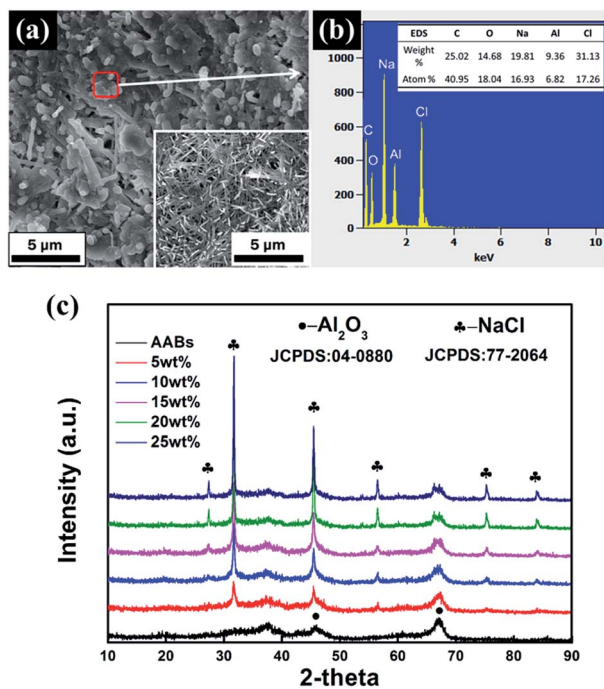 (a)
5 μm
5 μm
(b)
EDS C O Na Al Cl
Weight % 25.02 14.68 19.81 9.36 31.13
Atom % 40.95 18.04 16.93 6.82 17.26
1000
800
600
400
200
0
C
O
Na
Al
Cl
2 4 6 8 10
keV
(c)
Intensity (a.u.)
AABs
5wt%
10wt%
15wt%
20wt%
25wt%
●–Al₂O₃
JCPDS:04-0880
♣–NaCl
JCPDS:77-2064
♣ ♣ ♣ ♣ ♣ ♣
● ●
10 20 30 40 50 60 70 80 90
2-theta